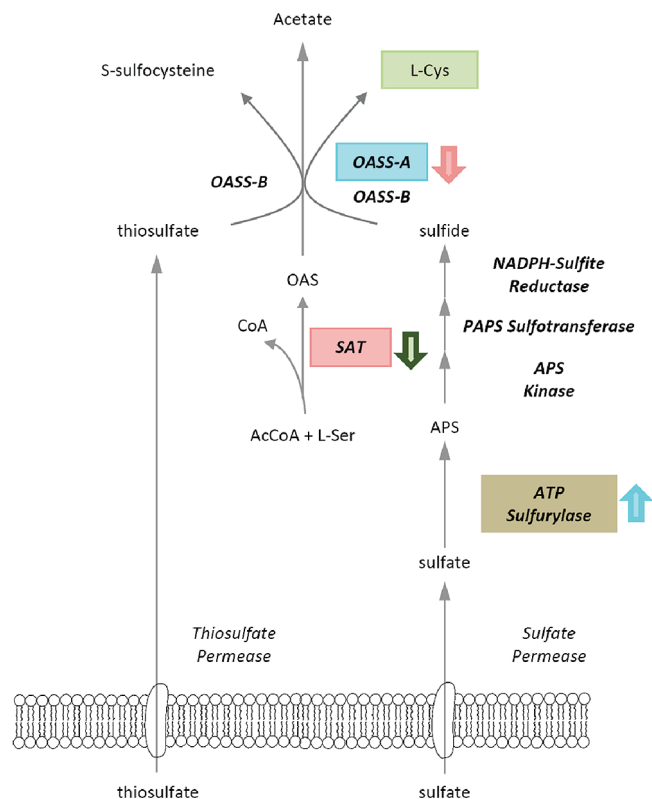 Acetate
S-sulfocysteine
L-Cys
OASS-A
OASS-B
OASS-B
thiosulfate
sulfide
NADPH-Sulfite
Reductase
OAS
PAPS Sulfotransferase
CoA
SAT
APS
Kinase
AcCoA + L-Ser
APS
ATP
Sulfurylase
sulfate
Thiosulfate
Permease
Sulfate
Permease
thiosulfate
sulfate